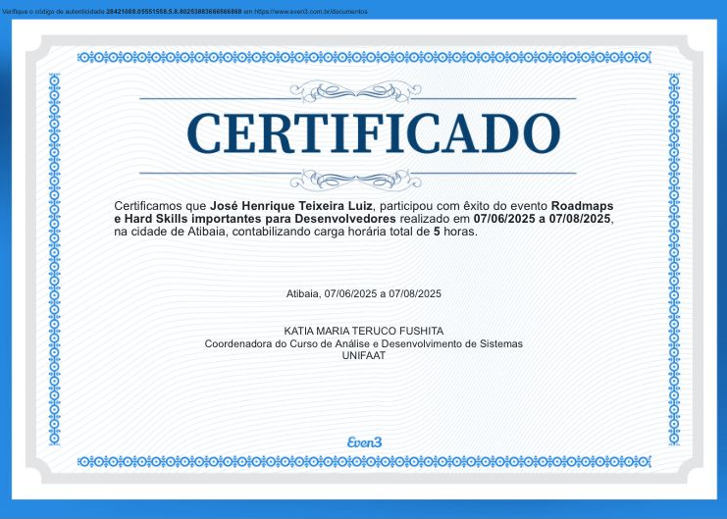 Verifique o código de autenticidade 28421088.05551558.5.8.80253883666566868 em https://www.even3.com.br/documentos
CERTIFICADO
Certificamos que José Henrique Teixeira Luiz, participou com êxito do evento Roadmaps
e Hard Skills importantes para Desenvolvedores realizado em 07/06/2025 a 07/08/2025,
na cidade de Atibaia, contabilizando carga horária total de 5 horas.
Atibaia, 07/06/2025 a 07/08/2025
KATIA MARIA TERUCO FUSHITA
Coordenadora do Curso de Análise e Desenvolvimento de Sistemas
UNIFAAT
Even3